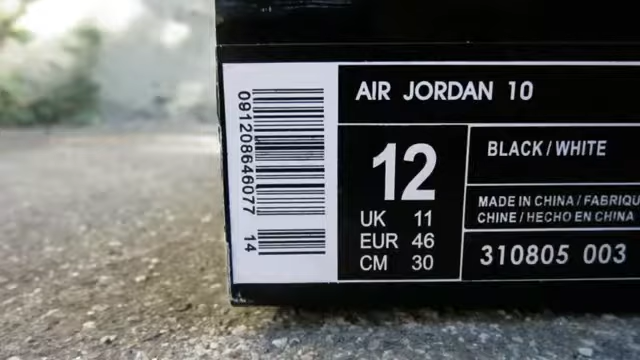 091208646077 14
AIR JORDAN 10
12
UK 11
EUR 46
CM 30
BLACK/WHITE
MADE IN CHINA / FABRIQU
CHINE / HECHO EN CHINA
310805 003